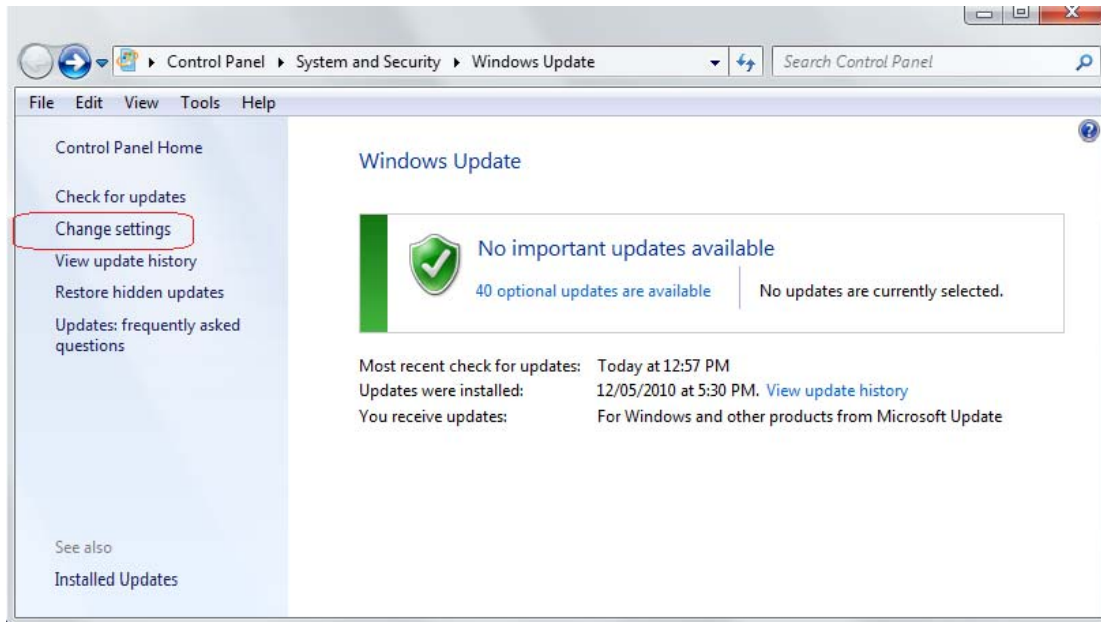 Control Panel ▸ System and Security ▸ Windows Update
Search Control Panel
File Edit View Tools Help
Control Panel Home
Check for updates
Change settings
View update history
Restore hidden updates
Updates: frequently asked
questions
See also
Installed Updates
Windows Update
No important updates available
40 optional updates are available
No updates are currently selected.
Most recent check for updates: Today at 12:57 PM
Updates were installed: 12/05/2010 at 5:30 PM. View update history
You receive updates: For Windows and other products from Microsoft Update